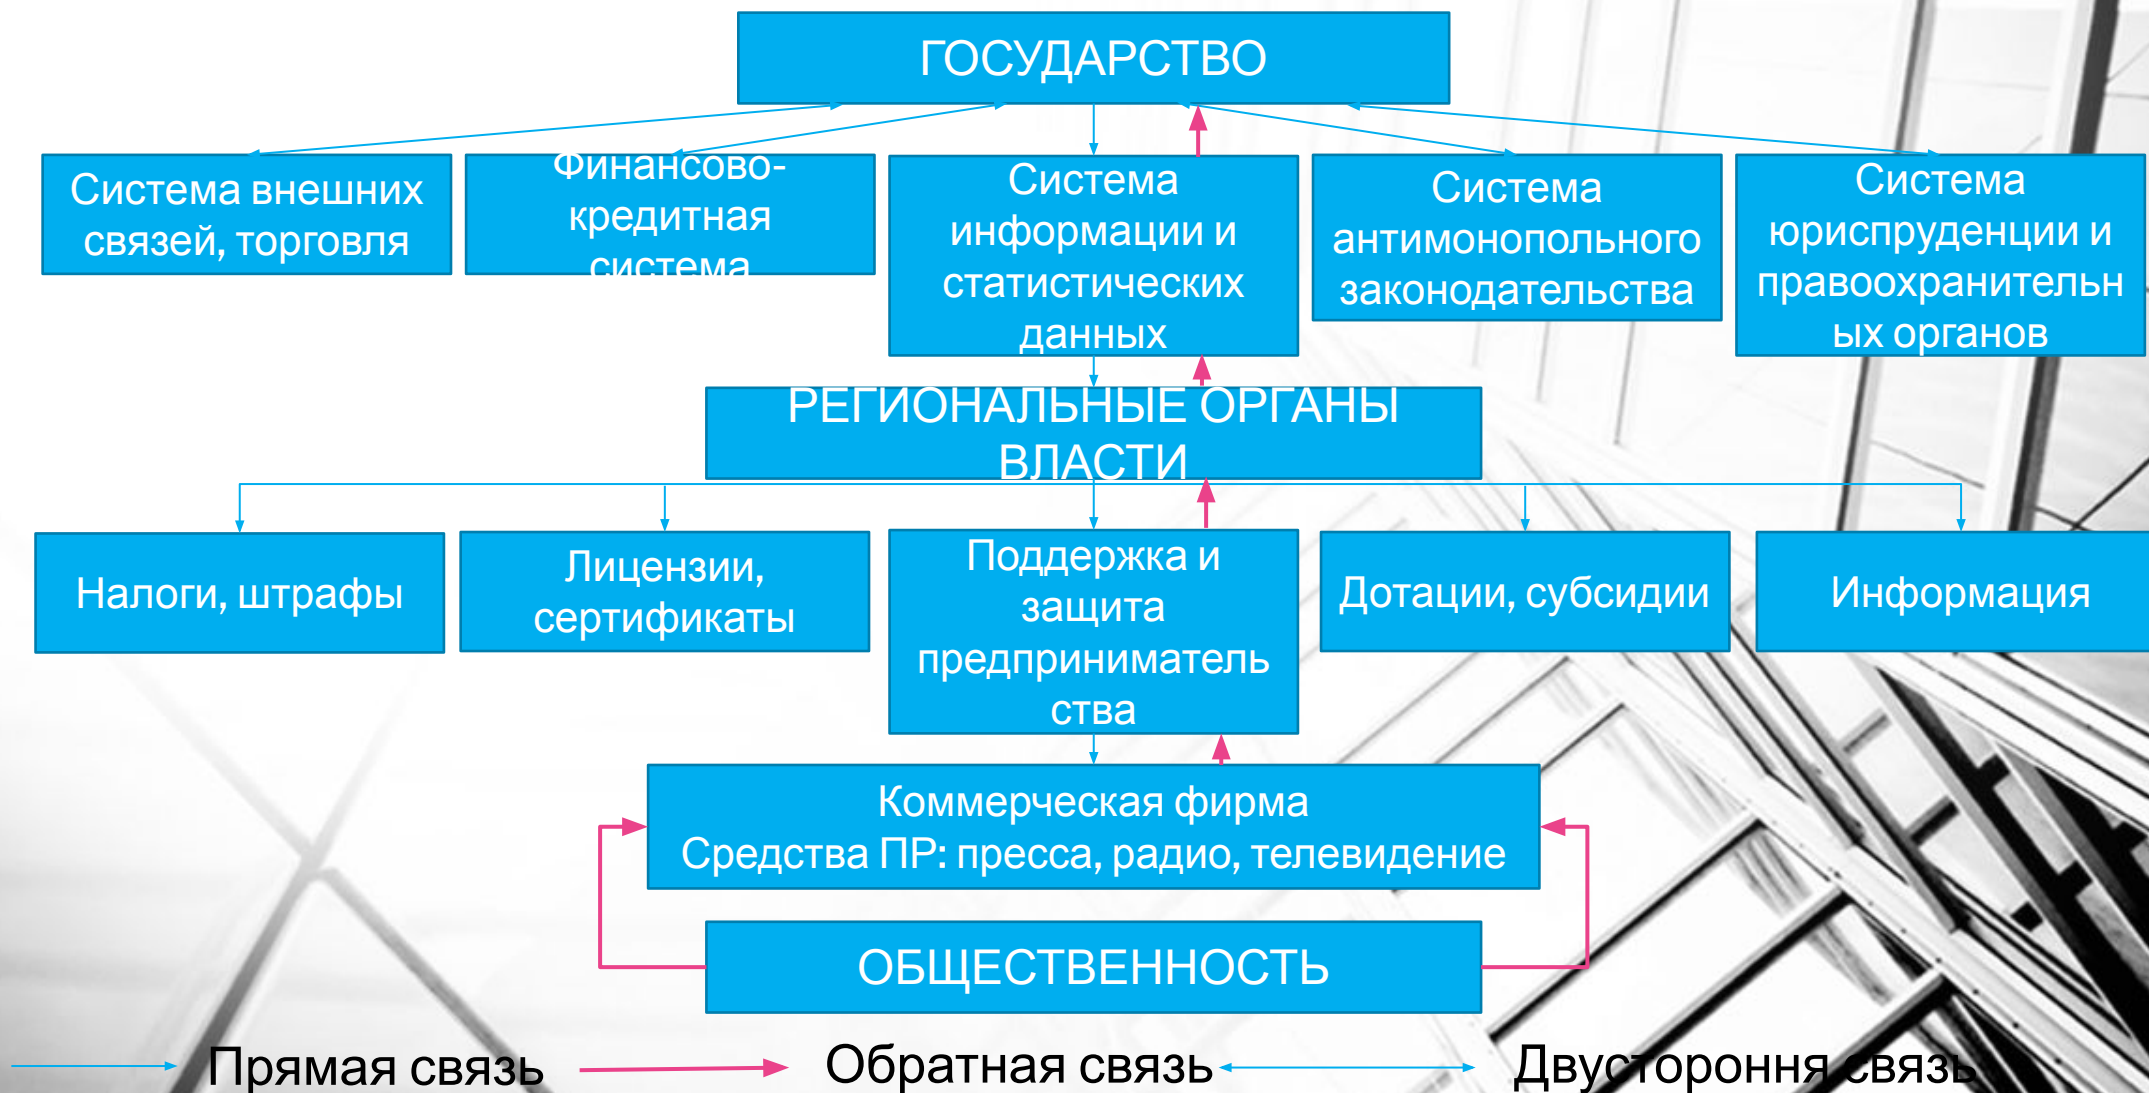 ГОСУДАРСТВО
Система внешних
связей, торговля
Финансово-
кредитная
система
Система
информации и
статистических
данных
Система
антимонопольного
законодательства
Система
юриспруденции и
правоохранительн
ых органов
РЕГИОНАЛЬНЫЕ ОРГАНЫ
ВЛАСТИ
Налоги, штрафы
Лицензии,
сертификаты
Поддержка и
защита
предприниматель
ства
Дотации, субсидии
Информация
Коммерческая фирма
Средства ПР: пресса, радио, телевидение
ОБЩЕСТВЕННОСТЬ
Прямая связь
Обратная связь
Двустороння связь